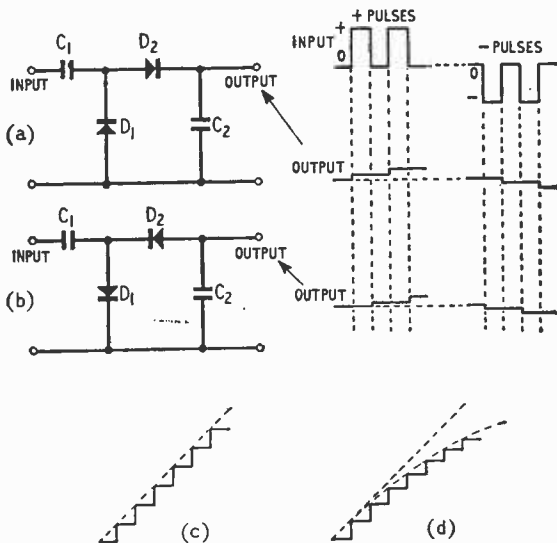 C1
D2
INPUT
OUTPUT
(a)
D1
C2
C1
D2
INPUT
OUTPUT
(b)
D1
C2
+ PULSES
+
INPUT
0
- PULSES
0
-
OUTPUT
OUTPUT
(c)
(d)